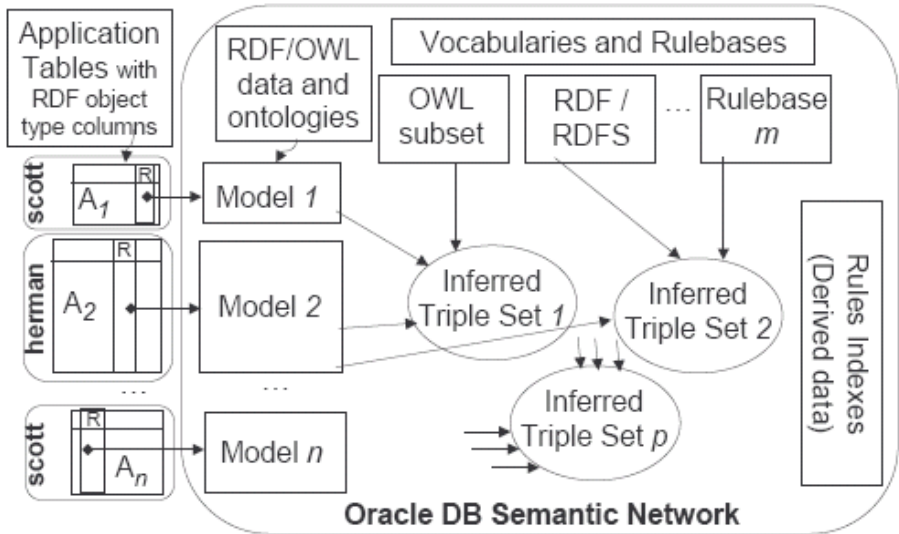 Application
Tables with
RDF object
type columns
RDF/OWL
data and
ontologies
Vocabularies and Rulebases
OWL
subset
RDF /
RDFS
...
Rulebase
m
scott
R
A1
Model 1
herman
R
A2
Model 2
Inferred
Triple Set 1
Inferred
Triple Set 2
Rules Indexes
(Derived data)
...
...
scott
R
An
Model n
Inferred
Triple Set p
Oracle DB Semantic Network